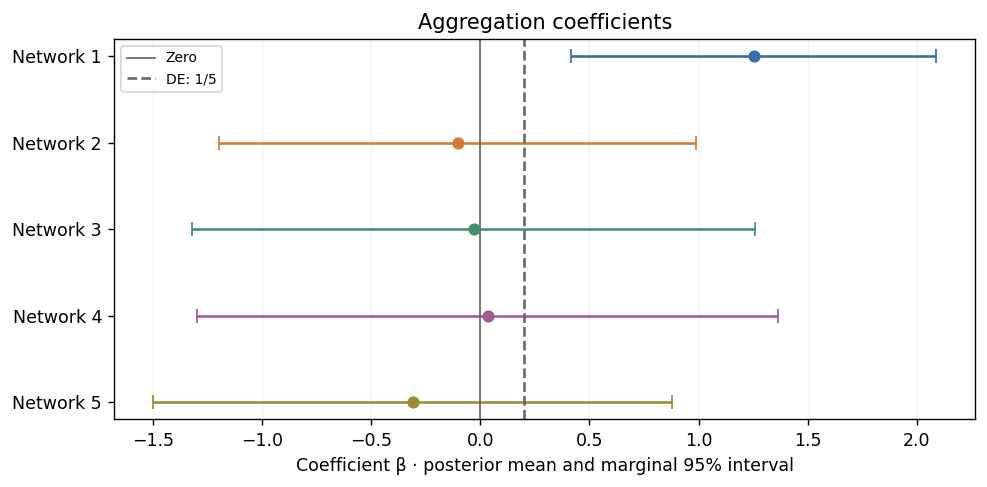 Aggregation coefficients
Network 1
Network 2
Network 3
Network 4
Network 5
Zero
DE: 1/5
−1.5 −1.0 −0.5 0.0 0.5 1.0 1.5 2.0
Coefficient β · posterior mean and marginal 95% interval